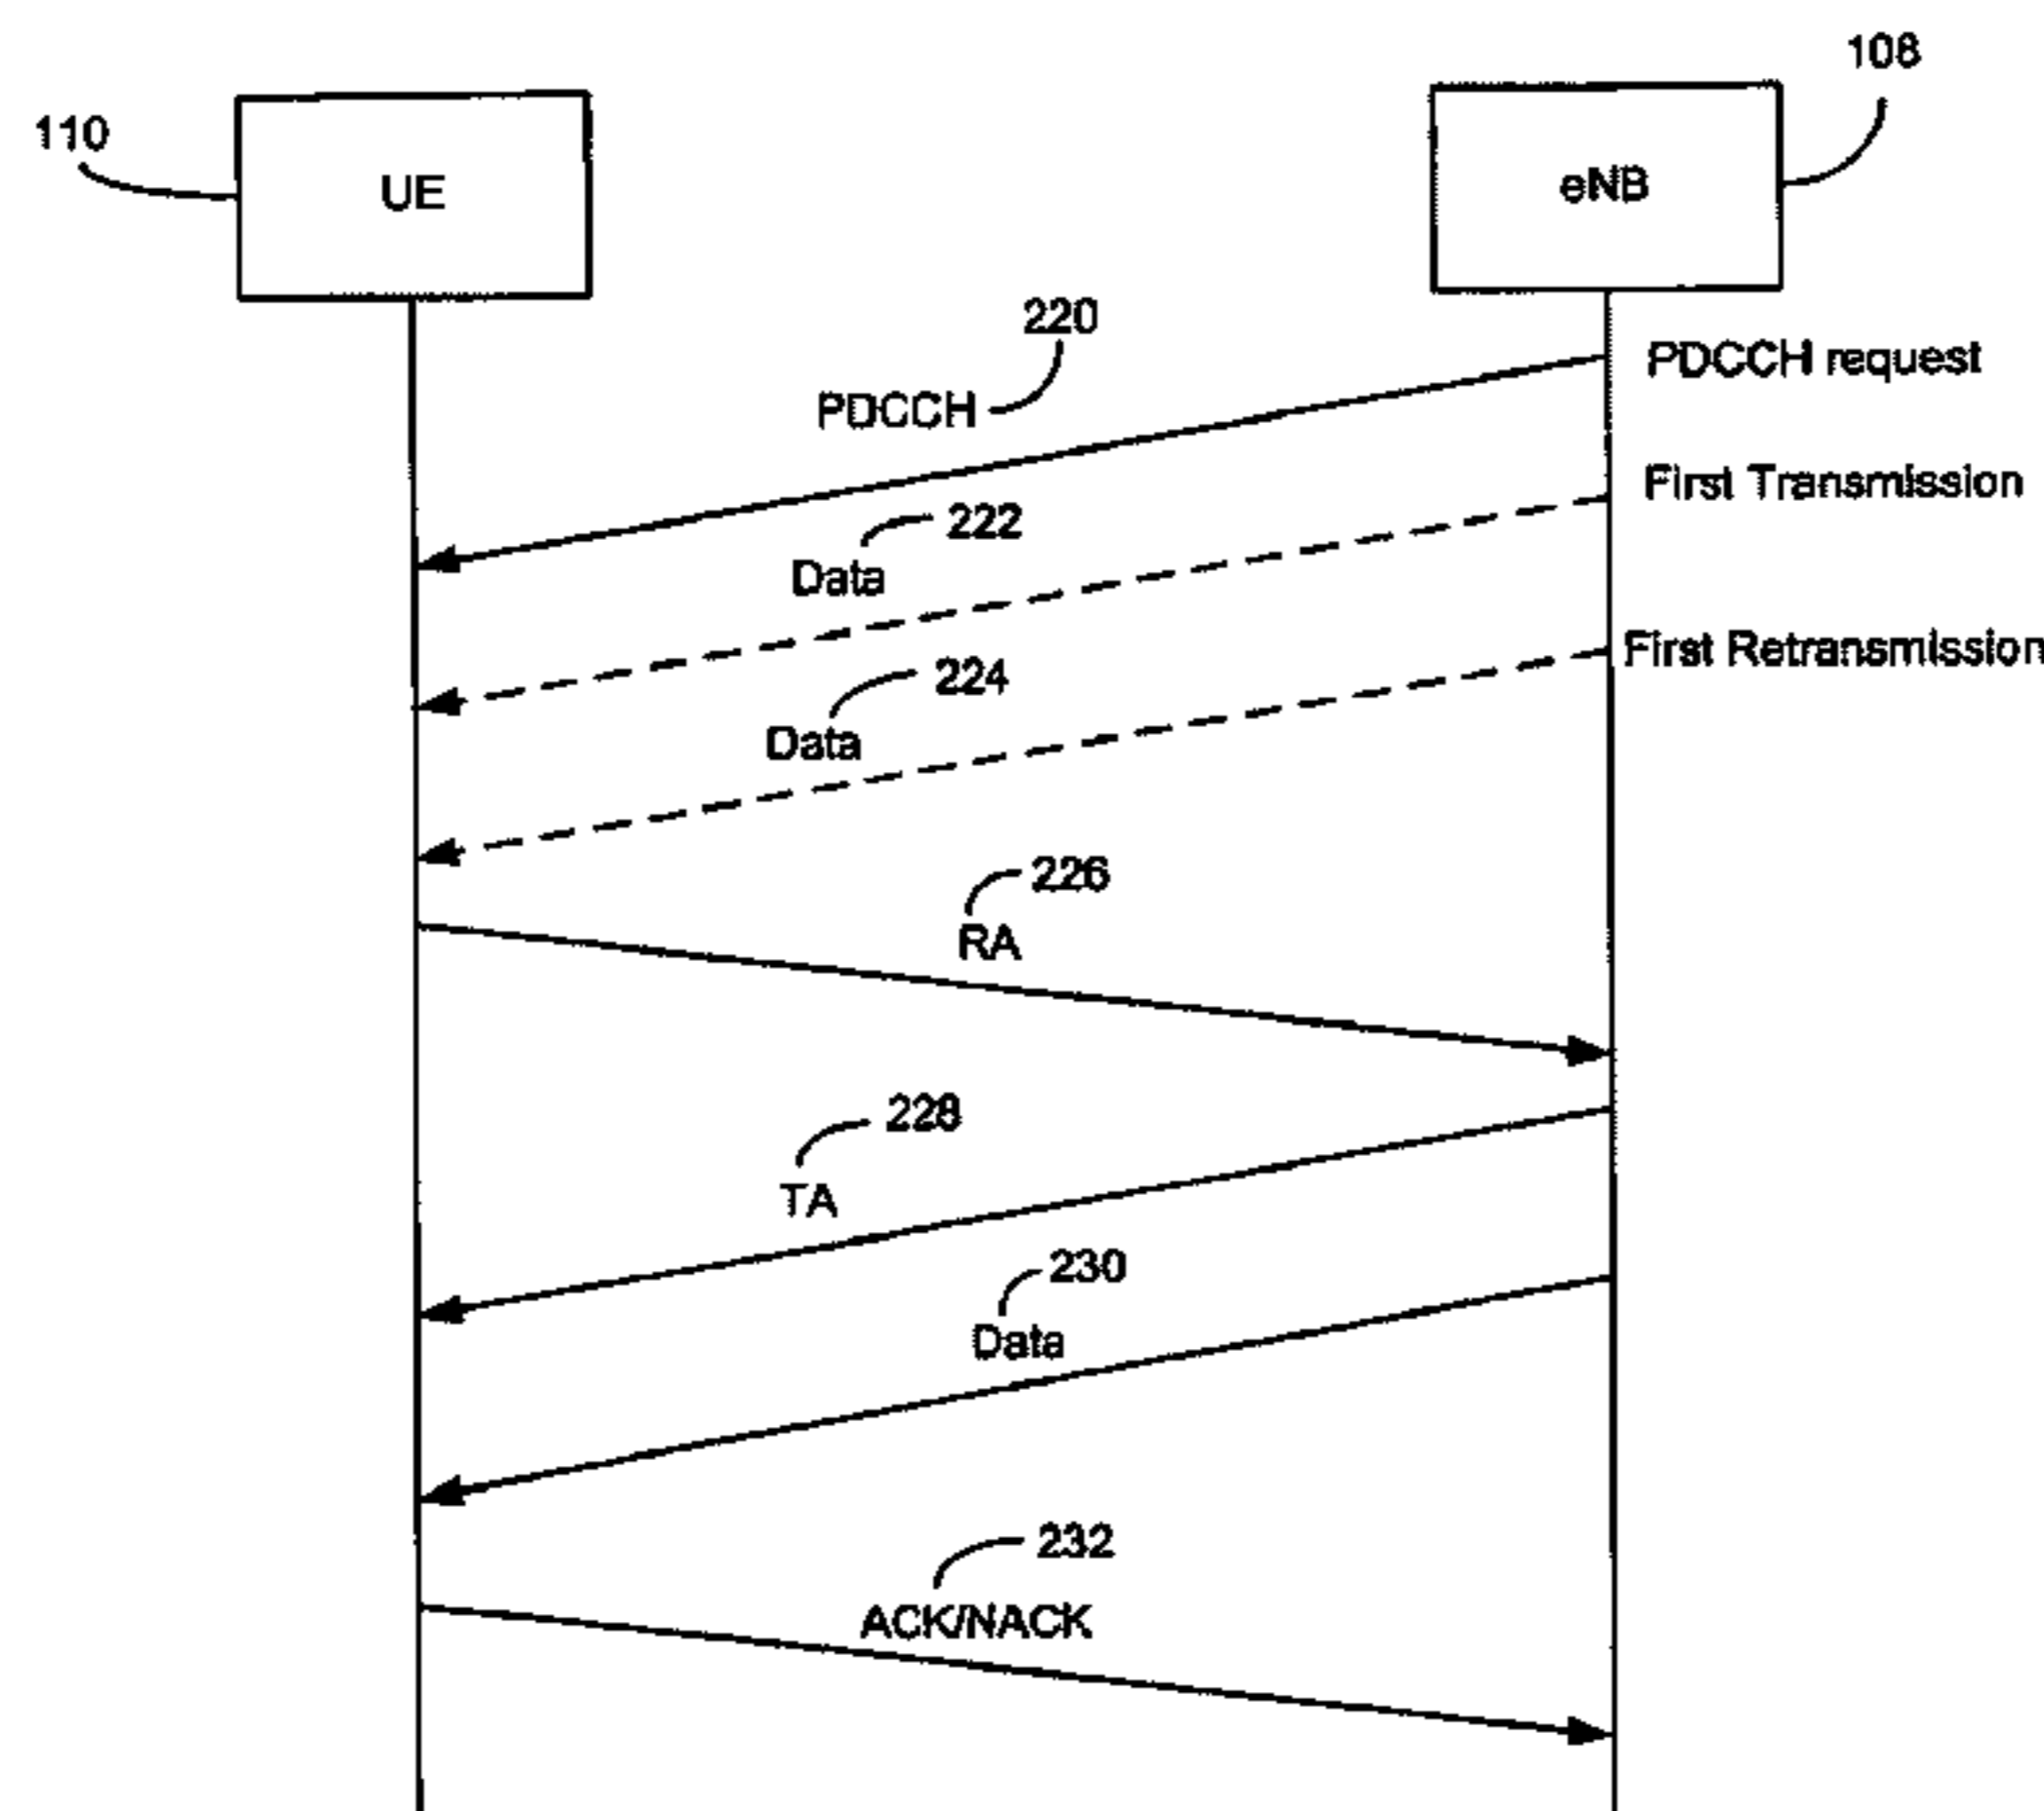 108
110
UE
eNB
220
PDCCH request
PDCCH
First Transmission
222
Data
First Retransmission
224
Data
226
RA
228
TA
230
Data
232
ACK/NACK